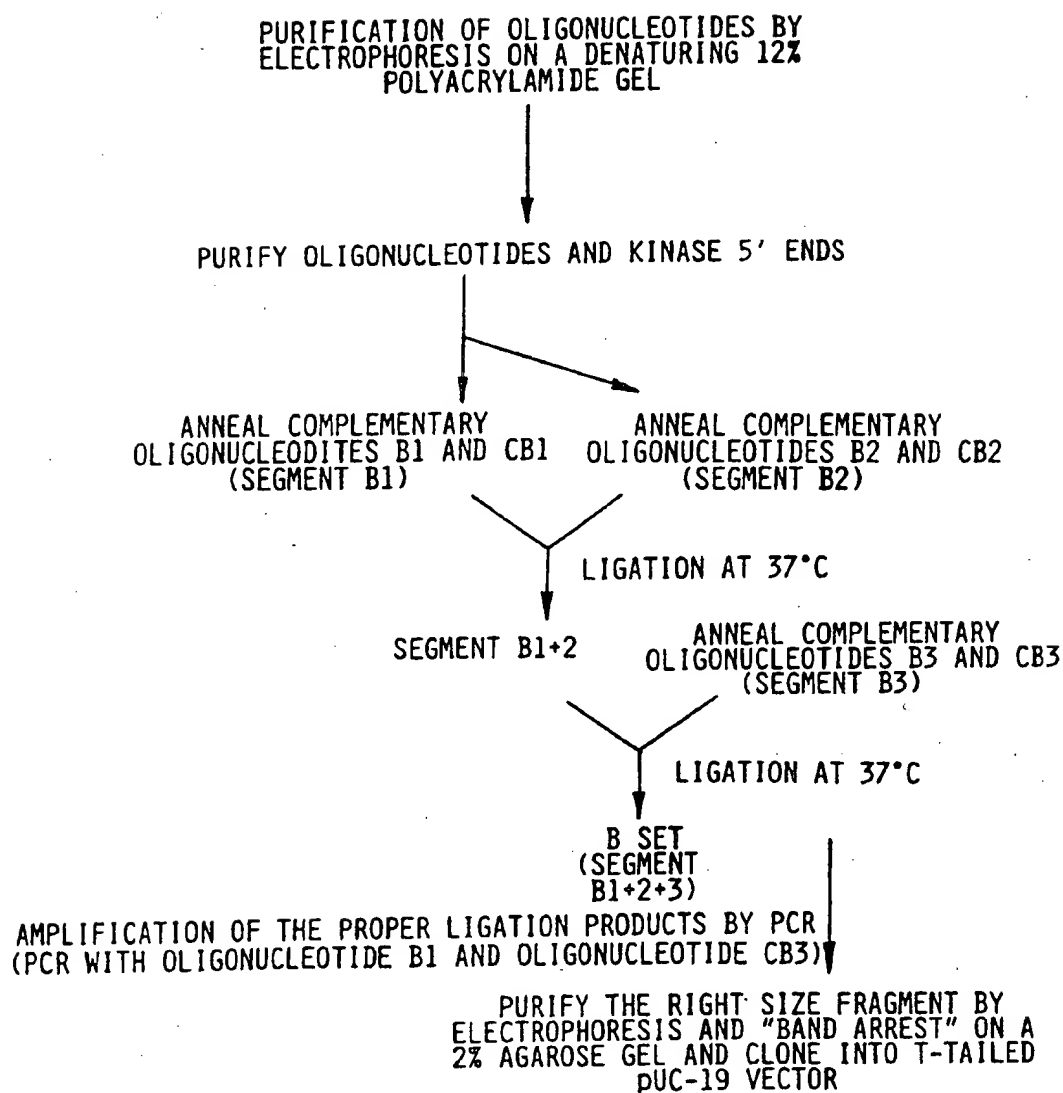 PURIFICATION OF OLIGONUCLEOTIDES BY
ELECTROPHORESIS ON A DENATURING 12%
POLYACRYLAMIDE GEL
PURIFY OLIGONUCLEOTIDES AND KINASE 5' ENDS
ANNEAL COMPLEMENTARY
OLIGONUCLEODITES B1 AND CB1
(SEGMENT B1)
ANNEAL COMPLEMENTARY
OLIGONUCLEOTIDES B2 AND CB2
(SEGMENT B2)
LIGATION AT 37°C
SEGMENT B1+2
ANNEAL COMPLEMENTARY
OLIGONUCLEOTIDES B3 AND CB3
(SEGMENT B3)
LIGATION AT 37°C
B SET
(SEGMENT
B1+2+3)
AMPLIFICATION OF THE PROPER LIGATION PRODUCTS BY PCR
(PCR WITH OLIGONUCLEOTIDE B1 AND OLIGONUCLEOTIDE CB3)
PURIFY THE RIGHT SIZE FRAGMENT BY
ELECTROPHORESIS AND "BAND ARREST" ON A
2% AGAROSE GEL AND CLONE INTO T-TAILED
pUC-19 VECTOR